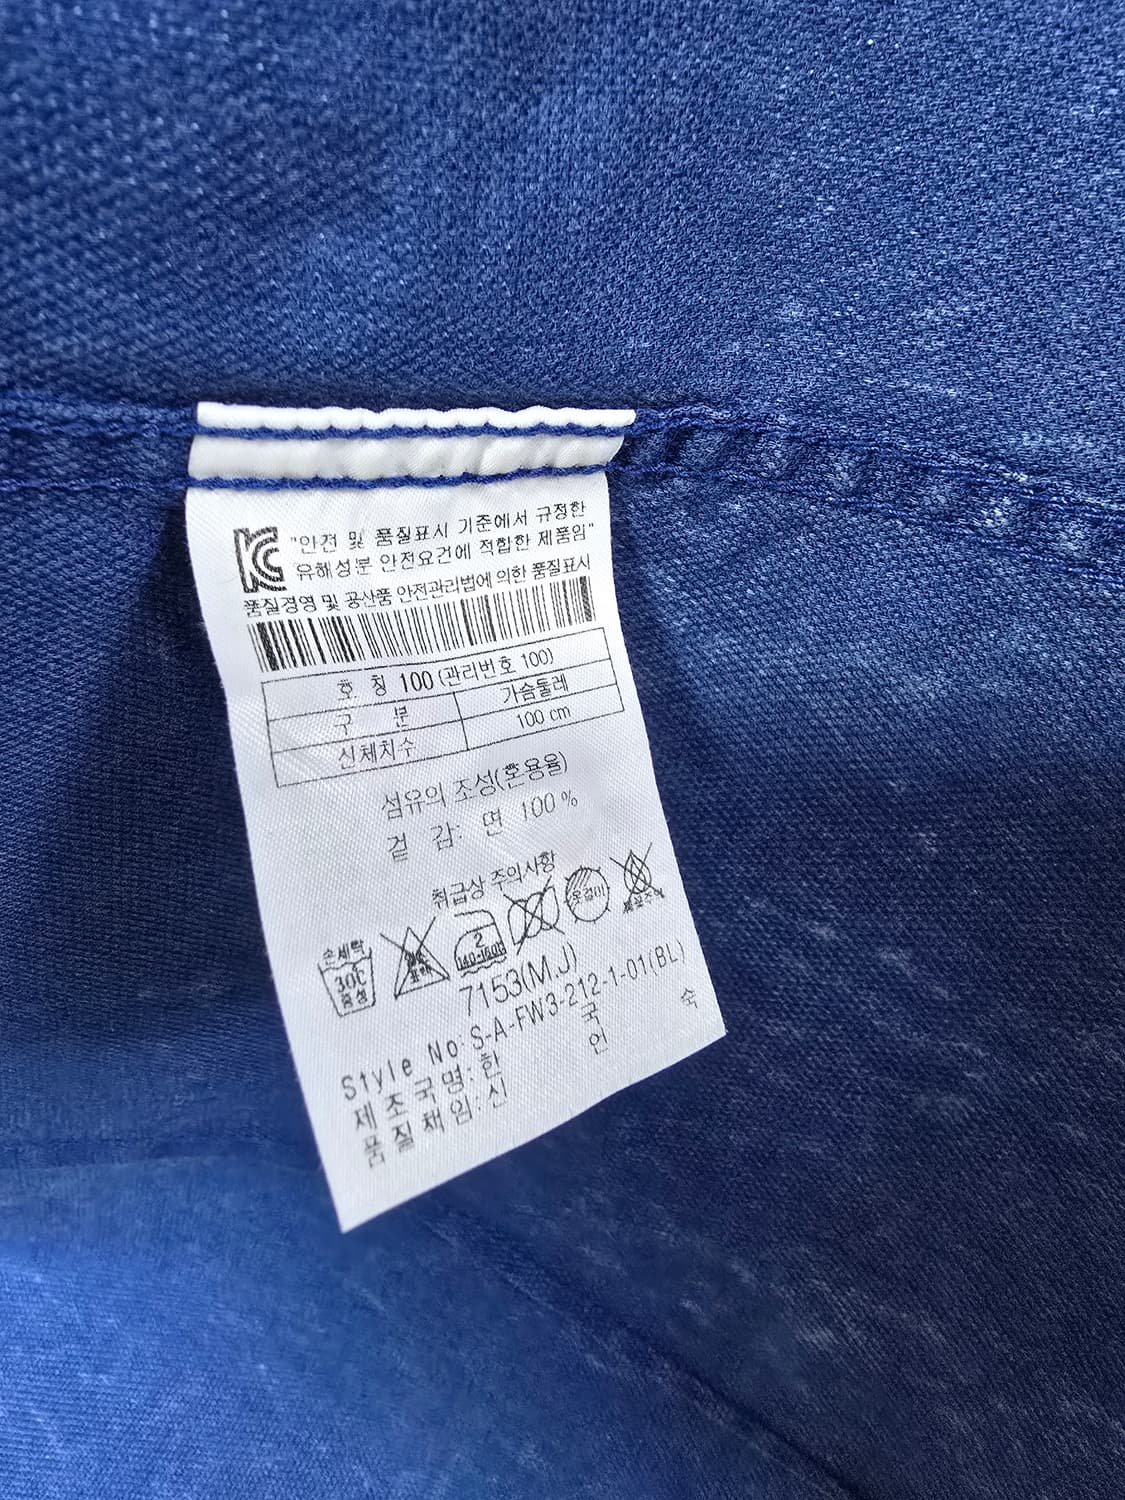 KC "안전 및 품질표시 기준에서 규정한
유해성분 안전요건에 적합한 제품임"
품질경영 및 공산품 안전관리법에 의한 품질표시
호 칭 100 (관리번호 100)
구 분 가슴둘레
신체치수 100 cm
섬유의 조성(혼용율)
겉 감: 면 100 %
취급상 주의사항
손세탁 30℃ 중성
2 140-160℃
옷걸이
7153(M.J)
Style No: S-A-FW3-212-1-01(BL)
제 조 국 명: 한 국
품 질 책 임: 신 인 숙